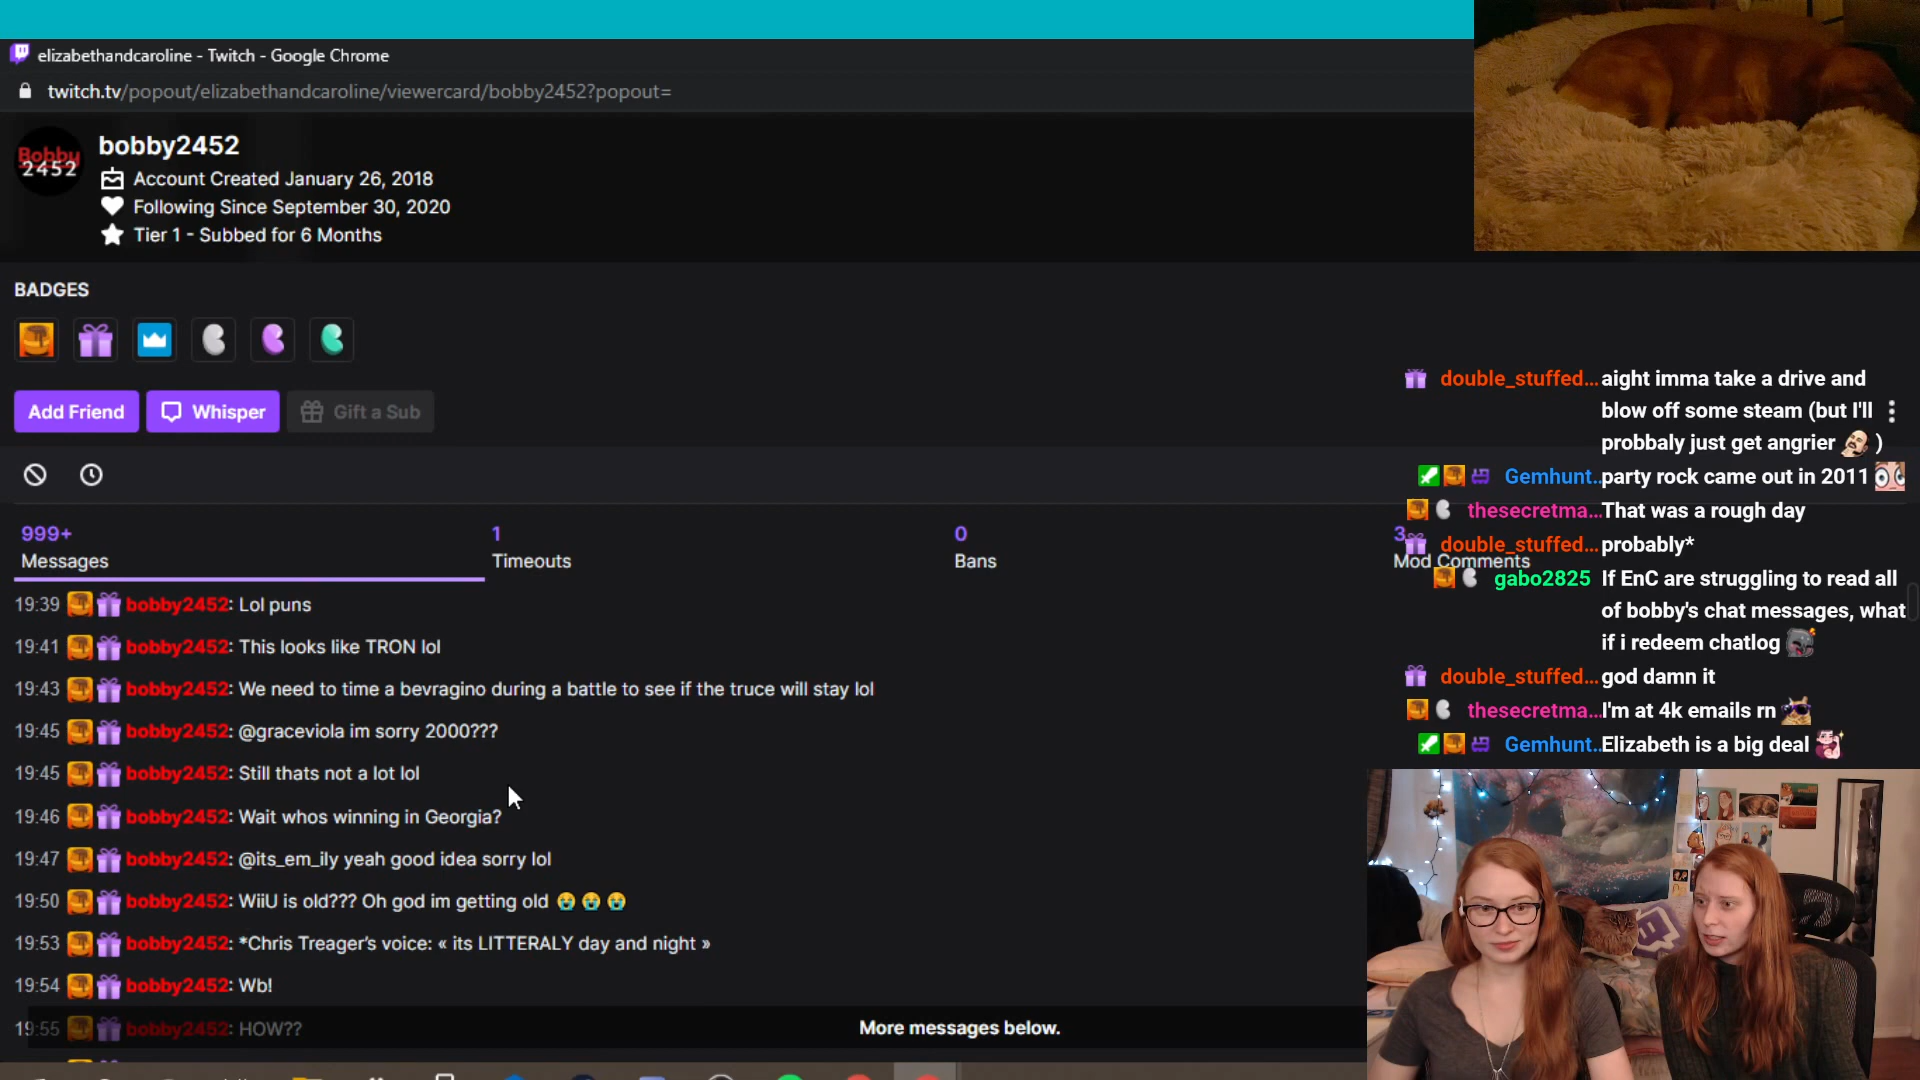 elizabethandcaroline - Twitch - Google Chrome
twitch.tv/popout/elizabethandcaroline/viewercard/bobby2452?popout=
Bobby
2452
bobby2452
Account Created January 26, 2018
Following Since September 30, 2020
Tier 1 - Subbed for 6 Months
BADGES
Add Friend
Whisper
Gift a Sub
999+
Messages
1
Timeouts
0
Bans
3
Mod Comments
19:39 bobby2452: Lol puns
19:41 bobby2452: This looks like TRON lol
19:43 bobby2452: We need to time a bevragino during a battle to see if the truce will stay lol
19:45 bobby2452: @graceviola im sorry 2000???
19:45 bobby2452: Still thats not a lot lol
19:46 bobby2452: Wait whos winning in Georgia?
19:47 bobby2452: @its_em_ily yeah good idea sorry lol
19:50 bobby2452: WiiU is old??? Oh god im getting old 😭 😭 😭
19:53 bobby2452: *Chris Treager's voice: « its LITTERALY day and night »
19:54 bobby2452: Wb!
19:55 bobby2452: HOW??
More messages below.
double_stuffed... aight imma take a drive and
blow off some steam (but I'll
probbaly just get angrier )
Gemhunt.. party rock came out in 2011
thesecretma... That was a rough day
double_stuffed... probably*
gabo2825 If EnC are struggling to read all
of bobby's chat messages, what
if i redeem chatlog
double_stuffed... god damn it
thesecretma... I'm at 4k emails rn
Gemhunt.. Elizabeth is a big deal